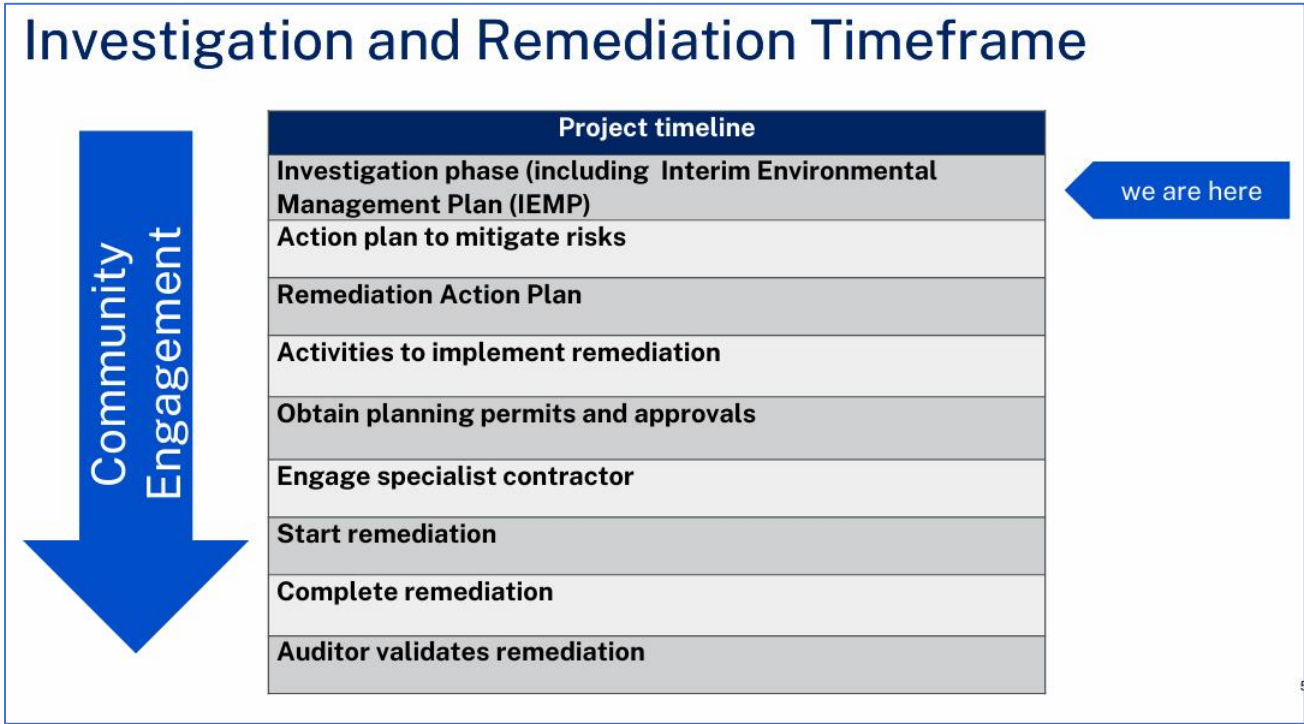 Investigation and Remediation Timeframe
Community
Engagement
Project timeline
Investigation phase (including  Interim Environmental
Management Plan (IEMP)
Action plan to mitigate risks
Remediation Action Plan
Activities to implement remediation
Obtain planning permits and approvals
Engage specialist contractor
Start remediation
Complete remediation
Auditor validates remediation
we are here
5